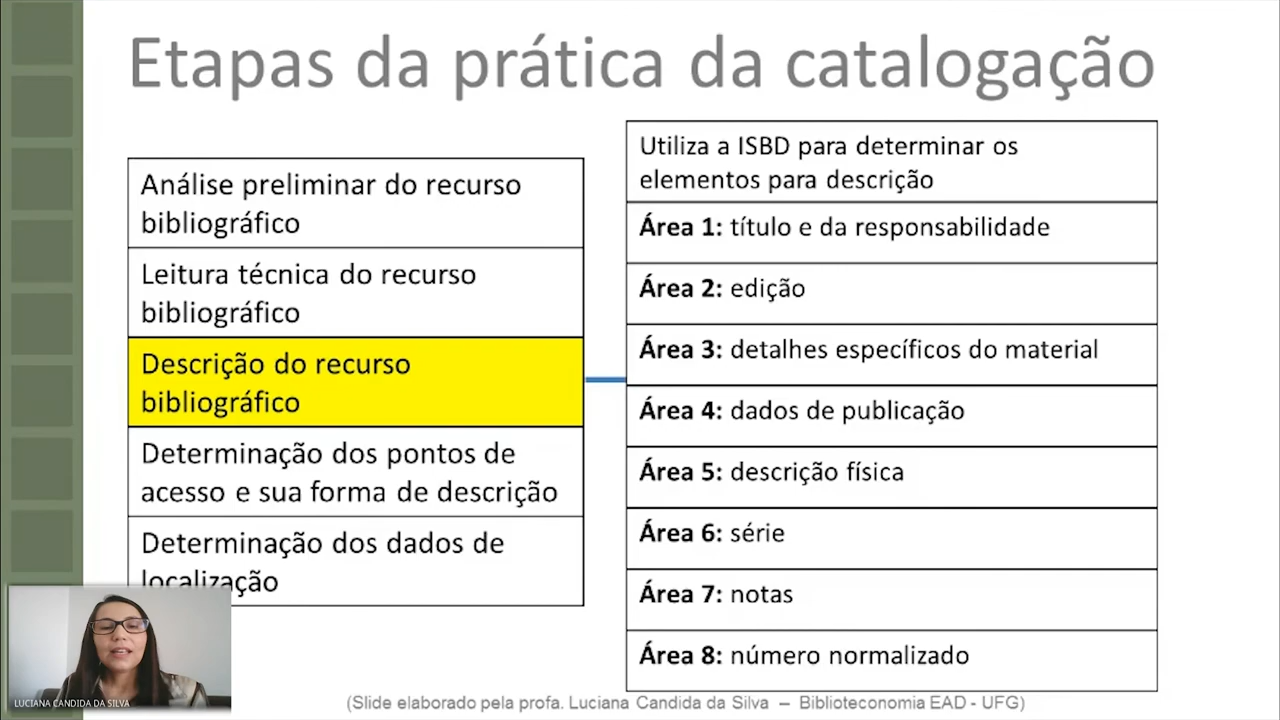 Etapas da prática da catalogação
Análise preliminar do recurso
bibliográfico
Leitura técnica do recurso
bibliográfico
Descrição do recurso
bibliográfico
Determinação dos pontos de
acesso e sua forma de descrição
Determinação dos dados de
localização
Utiliza a ISBD para determinar os
elementos para descrição
Área 1: título e da responsabilidade
Área 2: edição
Área 3: detalhes específicos do material
Área 4: dados de publicação
Área 5: descrição física
Área 6: série
Área 7: notas
Área 8: número normalizado
LUCIANA CANDIDA DA SILVA
(Slide elaborado pela profa. Luciana Candida da Silva – Biblioteconomia EAD - UFG)